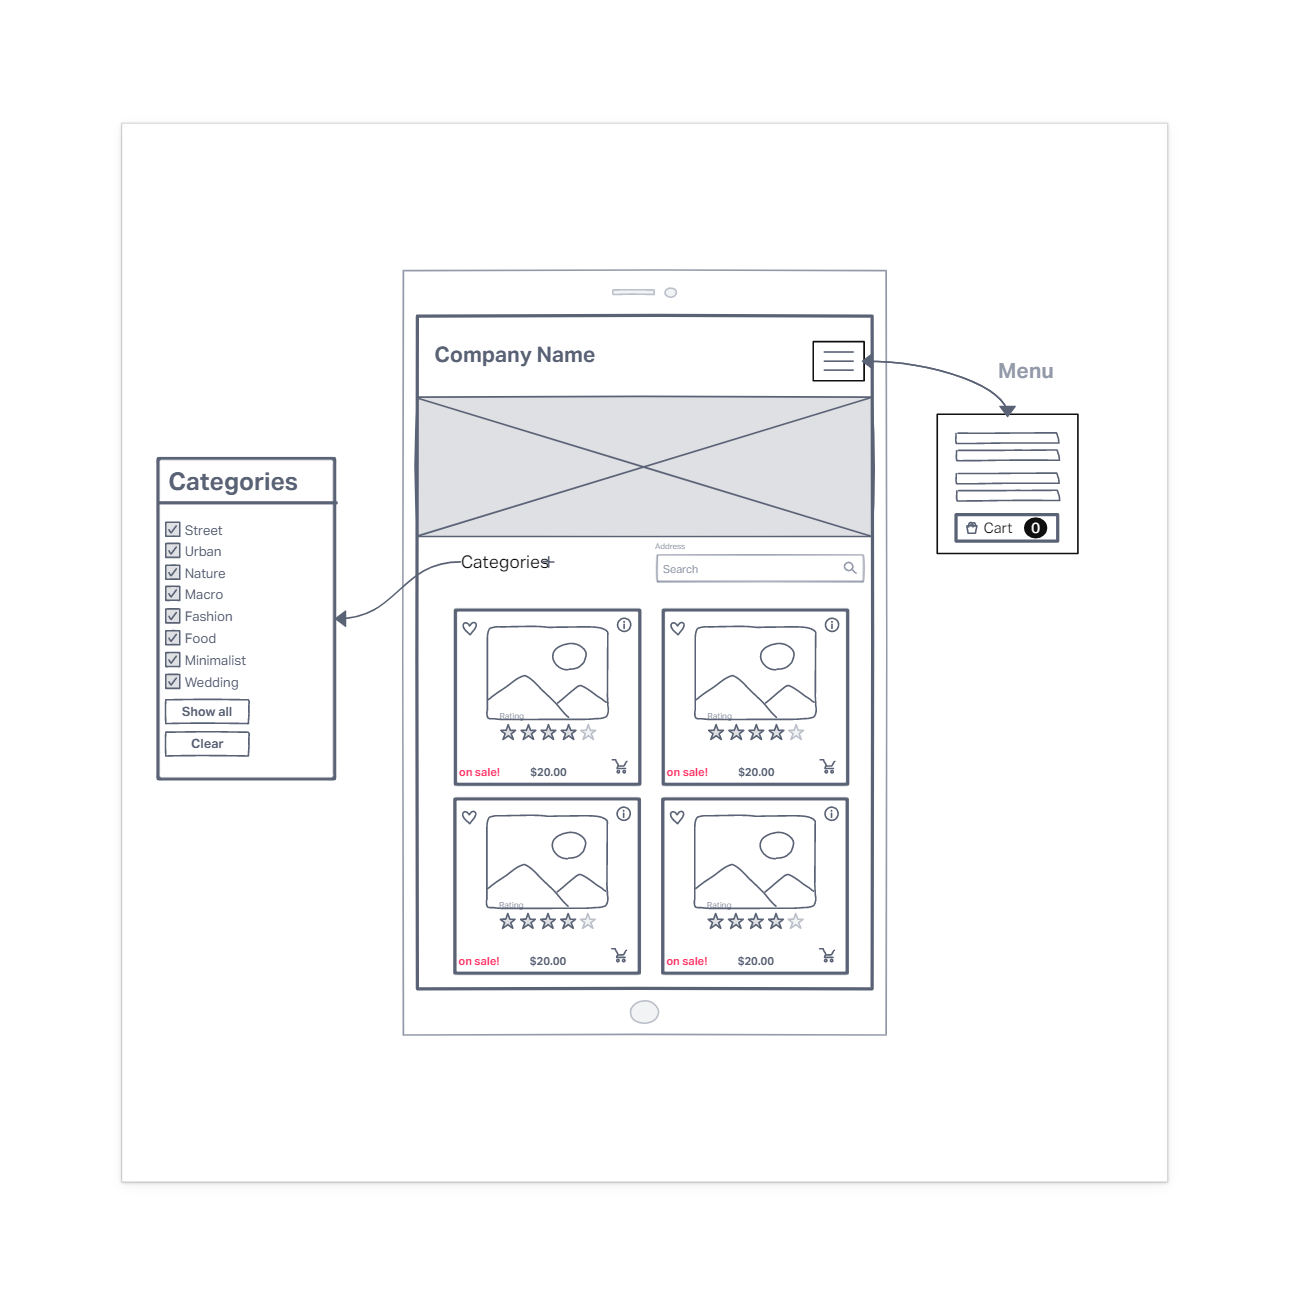 Company Name
Menu
Cart 0
Categories
Street
Urban
Nature
Macro
Fashion
Food
Minimalist
Wedding
Show all
Clear
Categories+
Address
Search
Rating
on sale! $20.00
Rating
on sale! $20.00
Rating
on sale! $20.00
Rating
on sale! $20.00